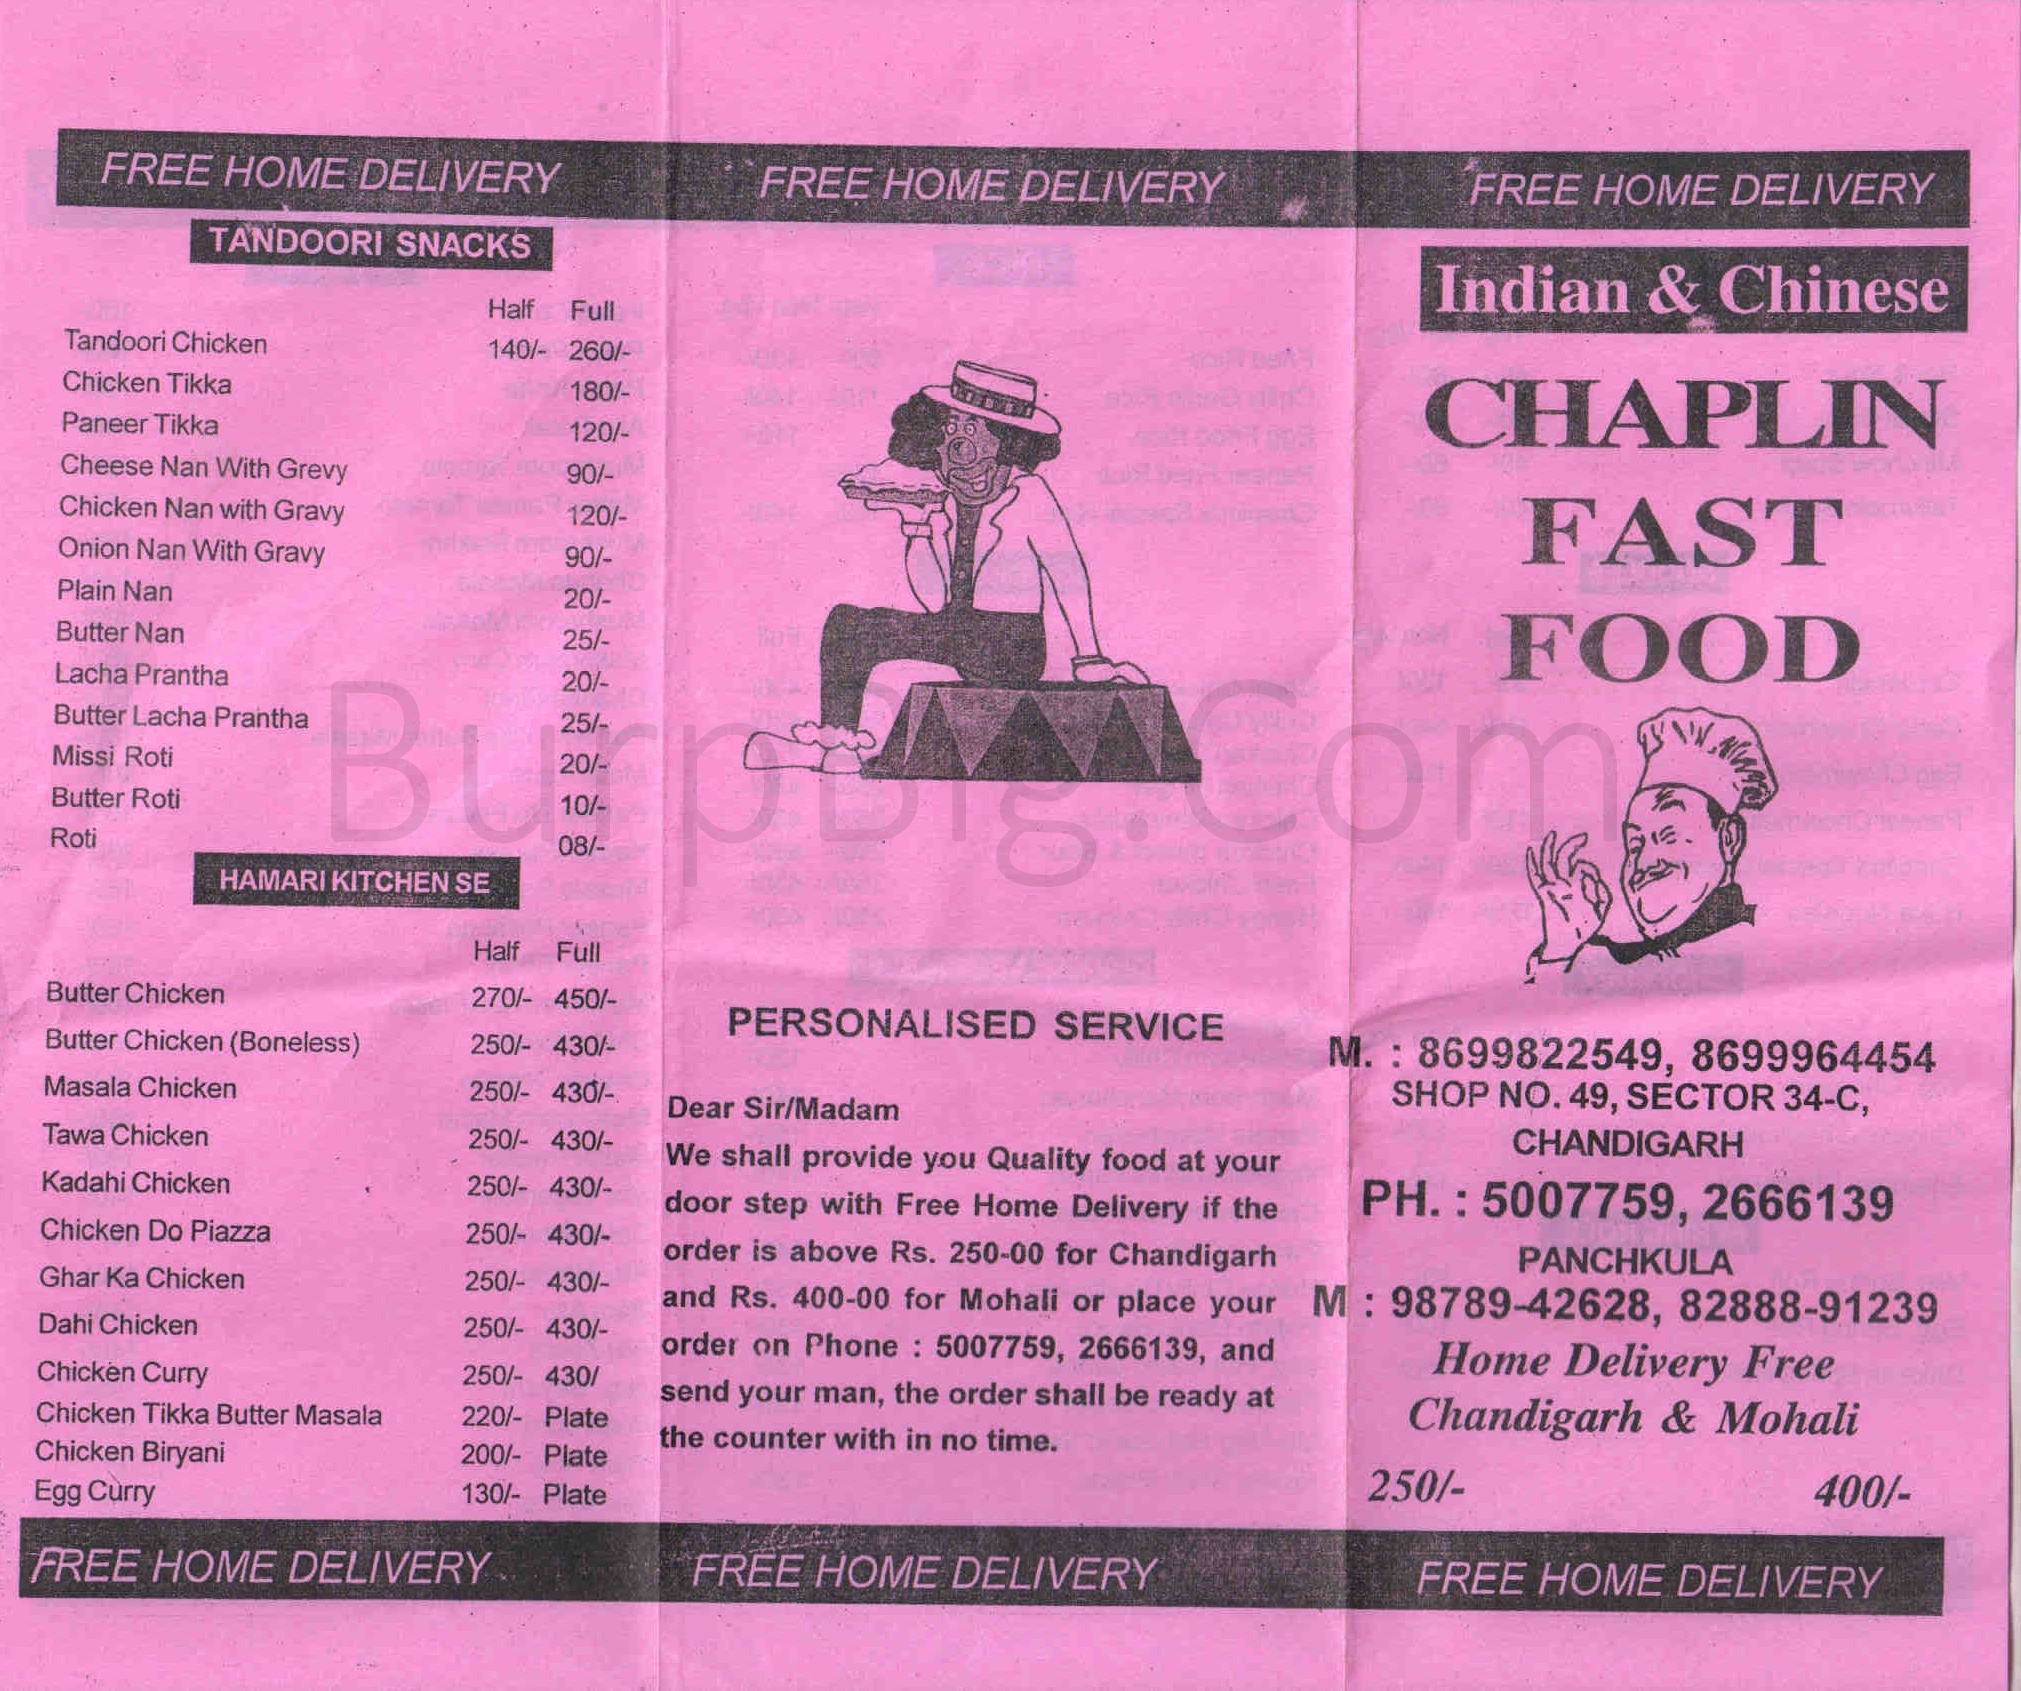 FREE HOME DELIVERY
TANDOORI SNACKS
Half Full
Tandoori Chicken 140/- 260/-
Chicken Tikka 180/-
Paneer Tikka 120/-
Cheese Nan With Grevy 90/-
Chicken Nan with Gravy 120/-
Onion Nan With Gravy 90/-
Plain Nan 20/-
Butter Nan 25/-
Lacha Prantha 20/-
Butter Lacha Prantha 25/-
Missi Roti 20/-
Butter Roti 10/-
Roti 08/-
HAMARI KITCHEN SE
Half Full
Butter Chicken 270/- 450/-
Butter Chicken (Boneless) 250/- 430/-
Masala Chicken 250/- 430/-
Tawa Chicken 250/- 430/-
Kadahi Chicken 250/- 430/-
Chicken Do Piazza 250/- 430/-
Ghar Ka Chicken 250/- 430/-
Dahi Chicken 250/- 430/-
Chicken Curry 250/- 430/
Chicken Tikka Butter Masala 220/- Plate
Chicken Biryani 200/- Plate
Egg Curry 130/- Plate
FREE HOME DELIVERY
FREE HOME DELIVERY
PERSONALISED SERVICE
Dear Sir/Madam
We shall provide you Quality food at your
door step with Free Home Delivery if the
order is above Rs. 250-00 for Chandigarh
and Rs. 400-00 for Mohali or place your
order on Phone : 5007759, 2666139, and
send your man, the order shall be ready at
the counter with in no time.
FREE HOME DELIVERY
FREE HOME DELIVERY
Indian & Chinese
CHAPLIN
FAST
FOOD
M. : 8699822549, 8699964454
SHOP NO. 49, SECTOR 34-C,
CHANDIGARH
PH. : 5007759, 2666139
PANCHKULA
M : 98789-42628, 82888-91239
Home Delivery Free
Chandigarh & Mohali
250/- 400/-
FREE HOME DELIVERY
BurpBig.Com